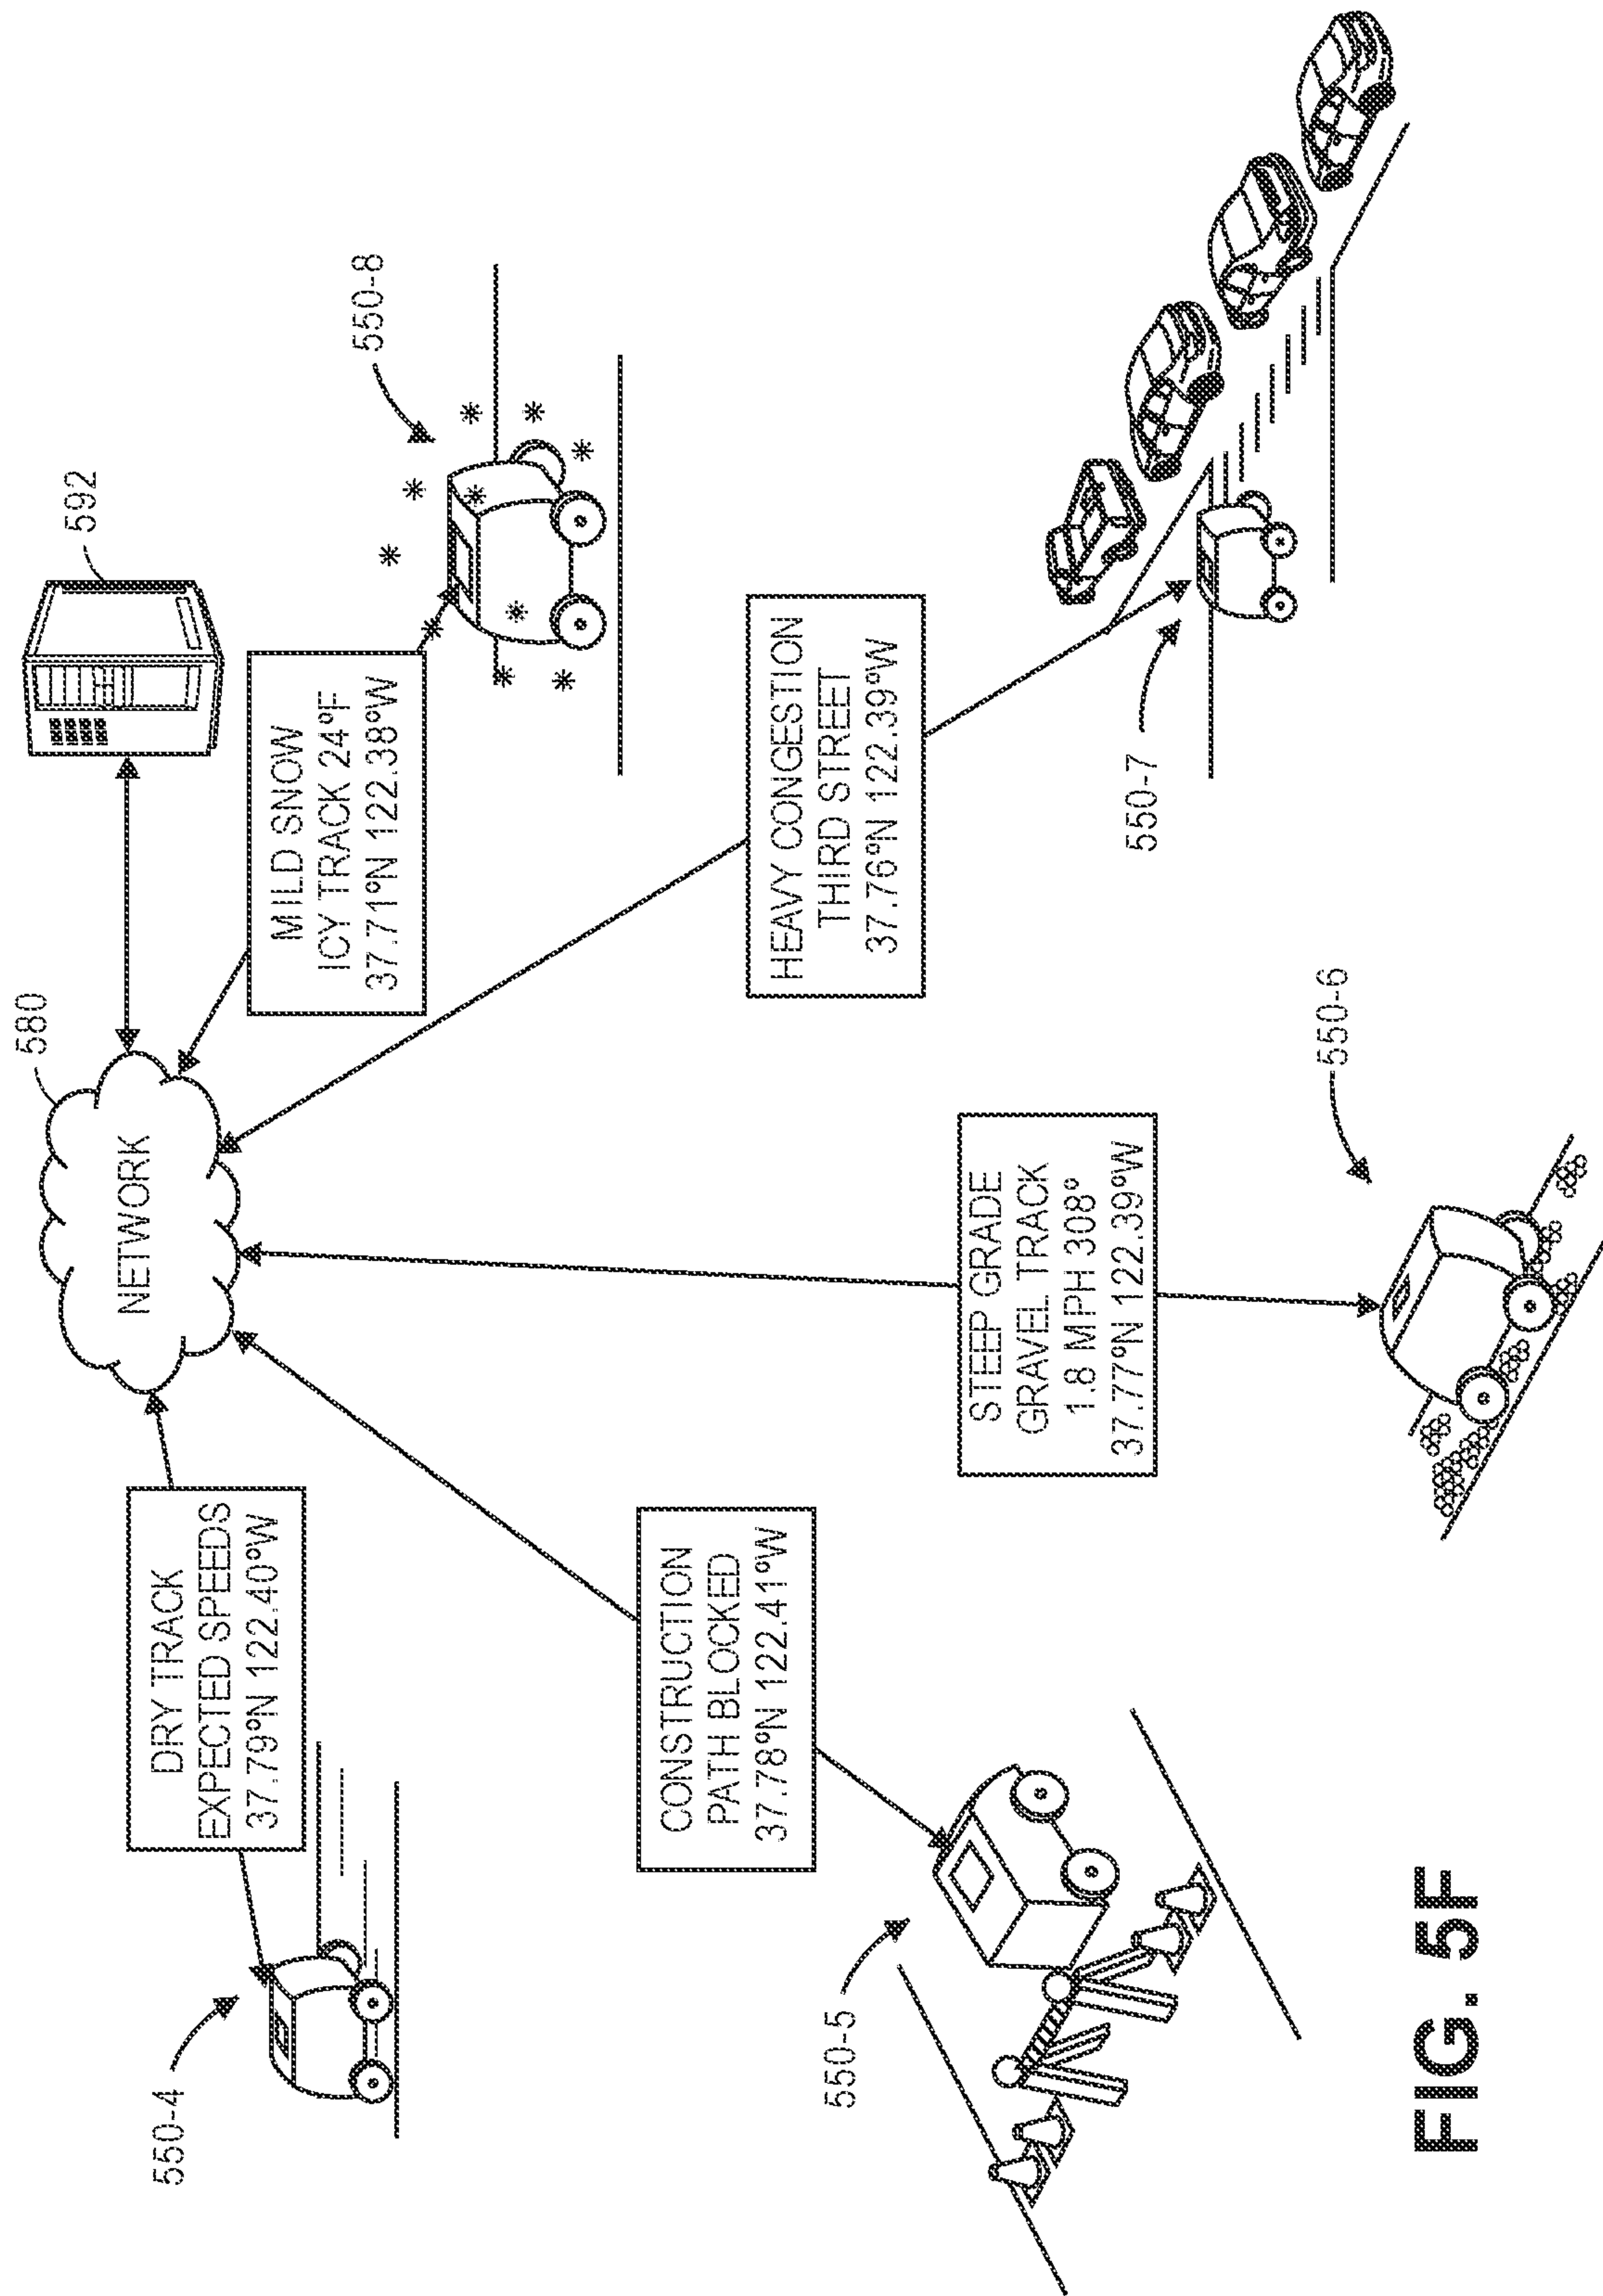 580
592
NETWORK
550-4
DRY TRACK
EXPECTED SPEEDS
37.79°N 122.40°W
MILD SNOW
ICY TRACK 24°F
37.71°N 122.38°W
550-8
CONSTRUCTION
PATH BLOCKED
37.78°N 122.41°W
550-5
STEEP GRADE
GRAVEL TRACK
1.8 MPH 308°
37.77°N 122.39°W
550-6
HEAVY CONGESTION
THIRD STREET
37.76°N 122.39°W
550-7
FIG. 5F